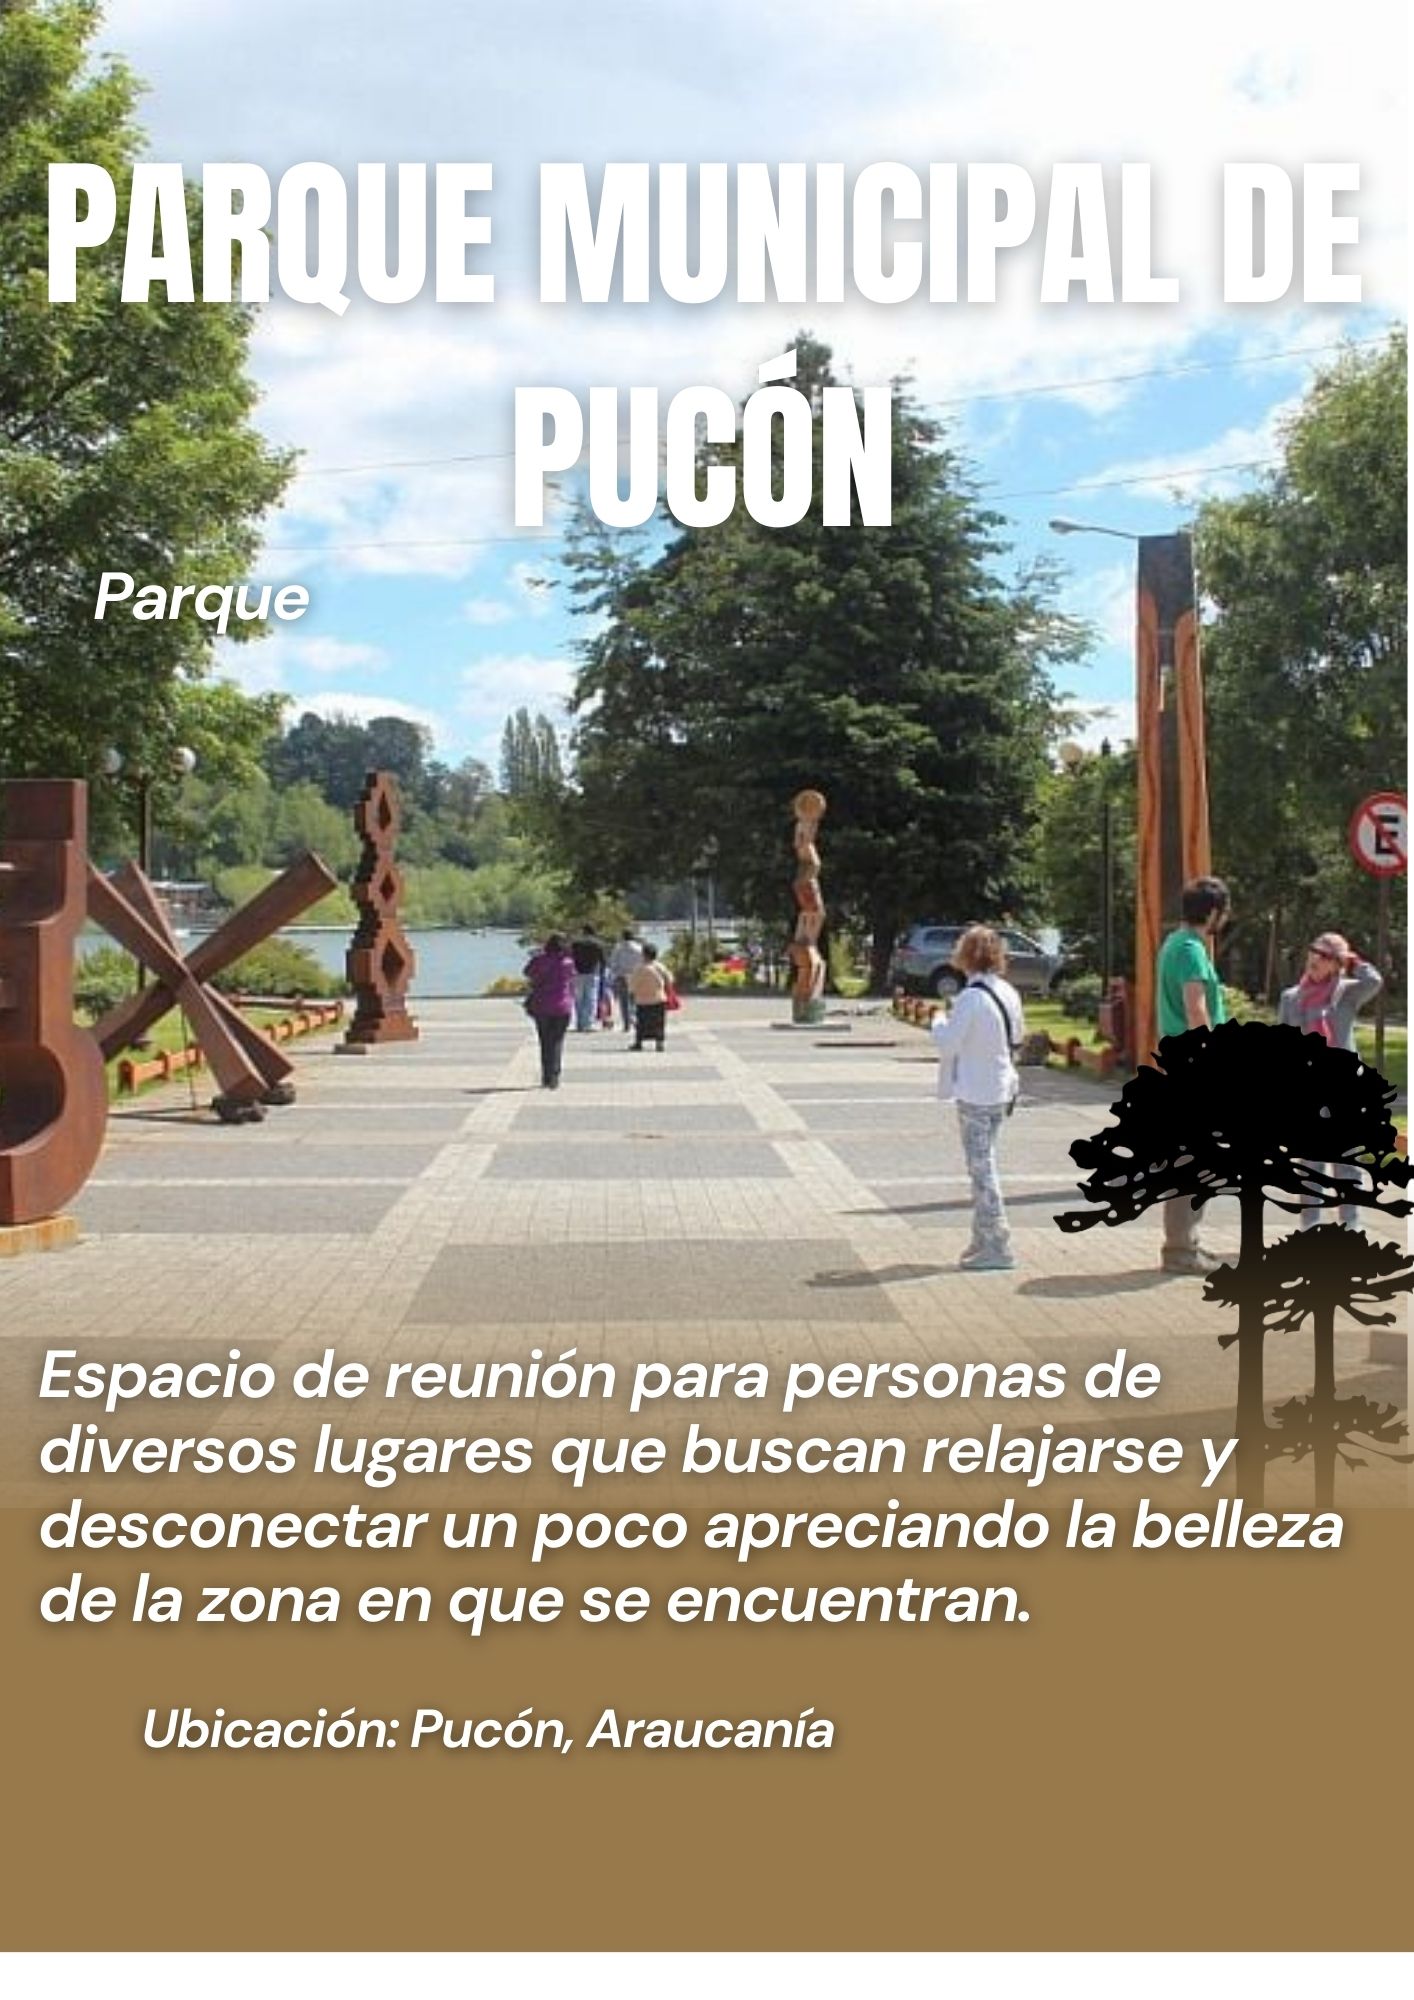 PARQUE MUNICIPAL DE
PUCÓN
Parque
E
Espacio de reunión para personas de
diversos lugares que buscan relajarse y
desconectar un poco apreciando la belleza
de la zona en que se encuentran.
Ubicación: Pucón, Araucanía